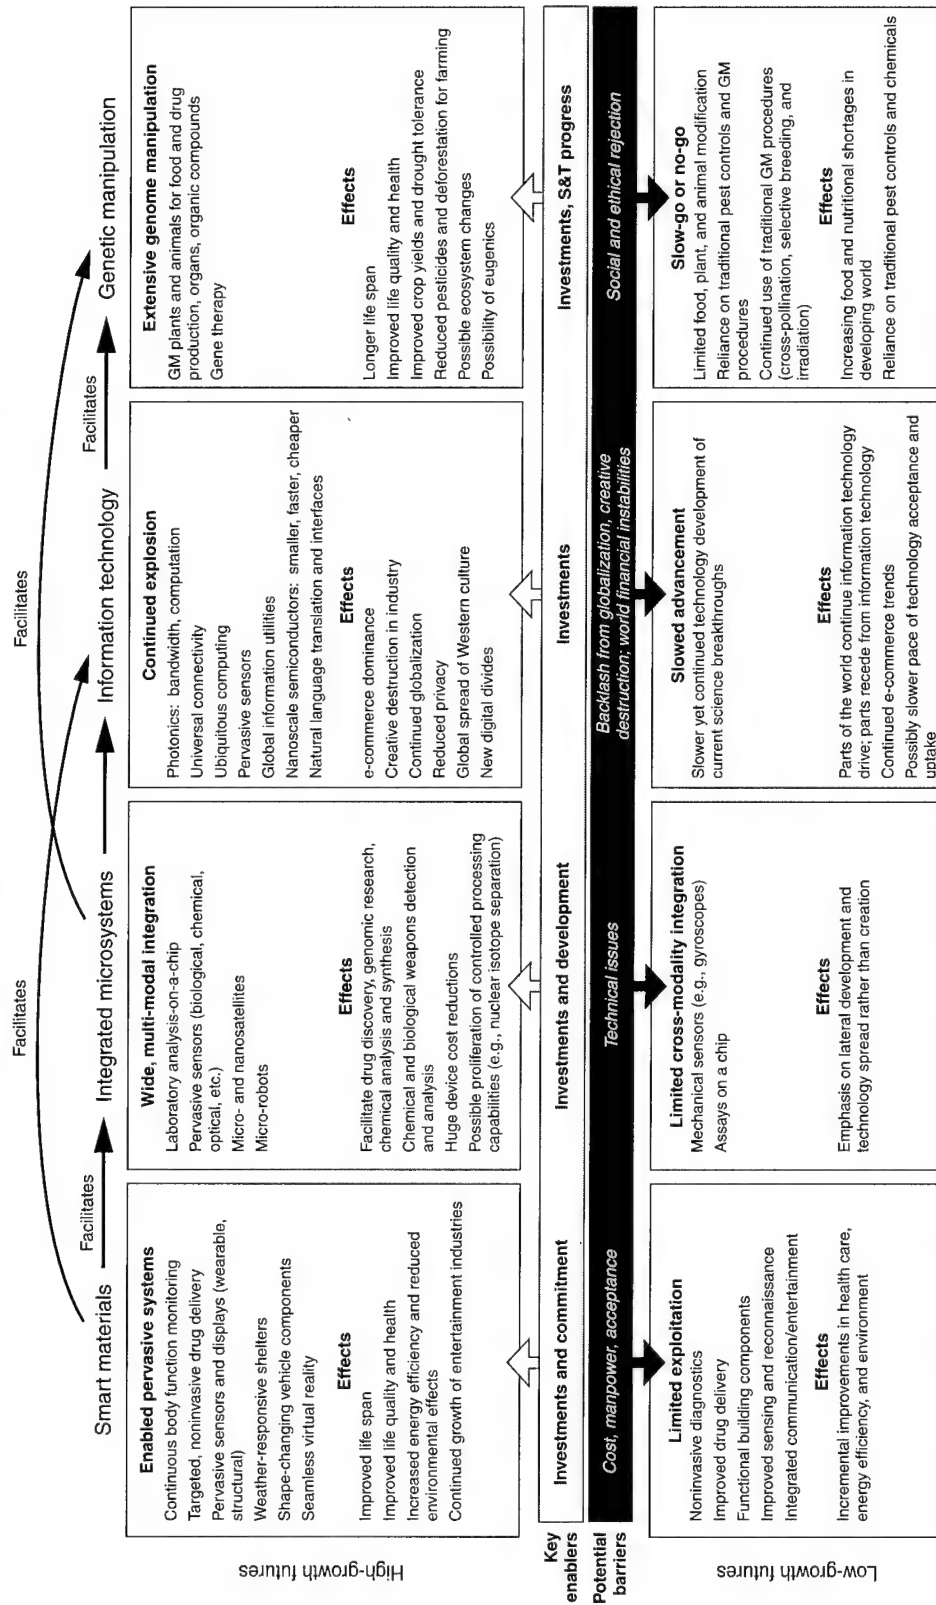 Facilitates
Facilitates
Facilitates
Facilitates
Facilitates
Smart materials
Integrated microsystems
Information technology
Genetic manipulation
High-growth futures
Enabled pervasive systems
Continuous body function monitoring
Targeted, noninvasive drug delivery
Pervasive sensors and displays (wearable,
structural)
Weather-responsive shelters
Shape-changing vehicle components
Seamless virtual reality
Effects
Improved life span
Improved life quality and health
Increased energy efficiency and reduced
environmental effects
Continued growth of entertainment industries
Wide, multi-modal integration
Laboratory analysis-on-a-chip
Pervasive sensors (biological, chemical,
optical, etc.)
Micro- and nanosatellites
Micro-robots
Effects
Facilitate drug discovery, genomic research,
chemical analysis and synthesis
Chemical and biological weapons detection
and analysis
Huge device cost reductions
Possible proliferation of controlled processing
capabilities (e.g., nuclear isotope separation)
Continued explosion
Photonics: bandwidth, computation
Universal connectivity
Ubiquitous computing
Pervasive sensors
Global information utilities
Nanoscale semiconductors: smaller, faster, cheaper
Natural language translation and interfaces
Effects
e-commerce dominance
Creative destruction in industry
Continued globalization
Reduced privacy
Global spread of Western culture
New digital divides
Extensive genome manipulation
GM plants and animals for food and drug
production, organs, organic compounds
Gene therapy
Effects
Longer life span
Improved life quality and health
Improved crop yields and drought tolerance
Reduced pesticides and deforestation for farming
Possible ecosystem changes
Possibility of eugenics
Key
enablers
Investments and commitment
Investments and development
Investments
Investments, S&T progress
Potential
barriers
Cost, manpower, acceptance
Technical issues
Backlash from globalization, creative
destruction; world financial instabilities
Social and ethical rejection
Low-growth futures
Limited exploitation
Noninvasive diagnostics
Improved drug delivery
Functional building components
Improved sensing and reconnaissance
Integrated communication/entertainment
Effects
Incremental improvements in health care,
energy efficiency, and environment
Limited cross-modality integration
Mechanical sensors (e.g., gyroscopes)
Assays on a chip
Effects
Emphasis on lateral development and
technology spread rather than creation
Slowed advancement
Slower yet continued technology development of
current science breakthroughs
Effects
Parts of the world continue information technology
drive; parts recede from information technology
Continued e-commerce trends
Possibly slower pace of technology acceptance and
uptake
Slow-go or no-go
Limited food, plant, and animal modification
Reliance on traditional pest controls and GM
procedures
Continued use of traditional GM procedures
(cross-pollination, selective breeding, and
irradiation)
Effects
Increasing food and nutritional shortages in
developing world
Reliance on traditional pest controls and chemicals